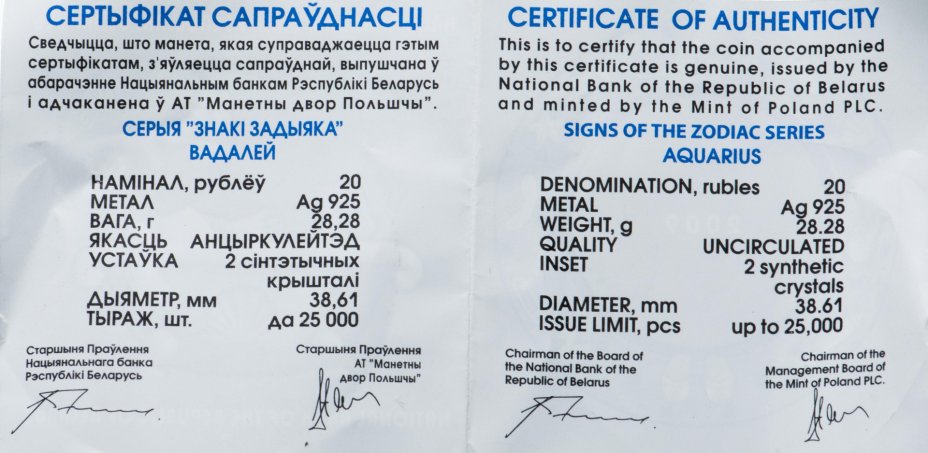 СЕРТЫФІКАТ САПРАЎДНАСЦІ
Сведчыцца, што манета, якая суправаджаецца гэтым
сертыфікатам, з'яўляецца сапраўднай, выпушчана ў
абарачэнне Нацыянальным банкам Рэспублікі Беларусь
і адчаканена ў АТ "Манетны двор Польшчы".
СЕРЫЯ "ЗНАКІ ЗАДЫЯКА"
ВАДАЛЕЙ
НАМІНАЛ, рублёў 20
МЕТАЛ Ag 925
ВАГА, г 28,28
ЯКАСЦЬ АНЦЫРКУЛЕЙТЭД
УСТАЎКА 2 сінтэтычных
крышталі
ДЫЯМЕТР, мм 38,61
ТЫРАЖ, шт. да 25 000
Старшыня Праўлення
Нацыянальнага банка
Рэспублікі Беларусь
Старшыня Праўлення
АТ "Манетны
двор Польшчы"
CERTIFICATE OF AUTHENTICITY
This is to certify that the coin accompanied
by this certificate is genuine, issued by the
National Bank of the Republic of Belarus
and minted by the Mint of Poland PLC.
SIGNS OF THE ZODIAC SERIES
AQUARIUS
DENOMINATION, rubles 20
METAL Ag 925
WEIGHT, g 28.28
QUALITY UNCIRCULATED
INSET 2 synthetic
crystals
DIAMETER, mm 38.61
ISSUE LIMIT, pcs up to 25,000
Chairman of the Board of
the National Bank of the
Republic of Belarus
Chairman of the
Management Board of
the Mint of Poland PLC.